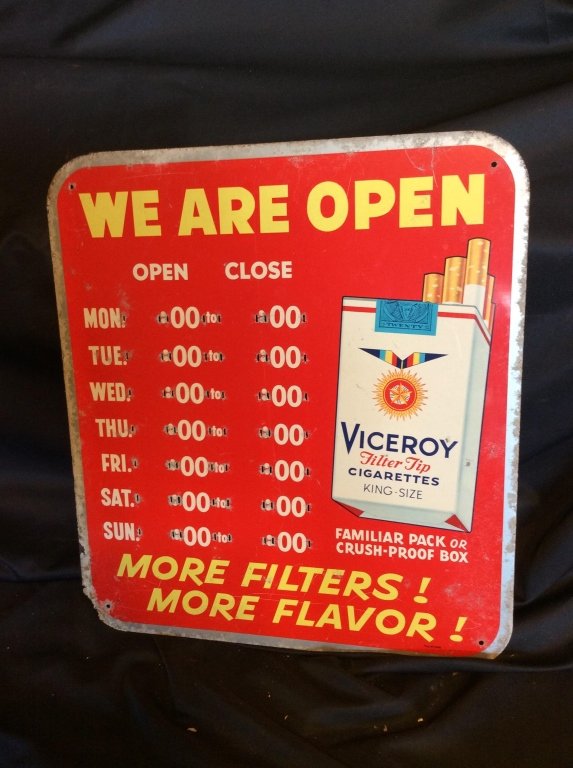 WE ARE OPEN
OPEN CLOSE
MON. 00 to 00
TUE. 00 to 00
WED. 00 to 00
THU. 00 to 00
FRI. 00 to 00
SAT. 00 to 00
SUN. 00 to 00
TWENTY
VICEROY
Filter Tip
CIGARETTES
KING-SIZE
FAMILIAR PACK OR
CRUSH-PROOF BOX
MORE FILTERS!
MORE FLAVOR!